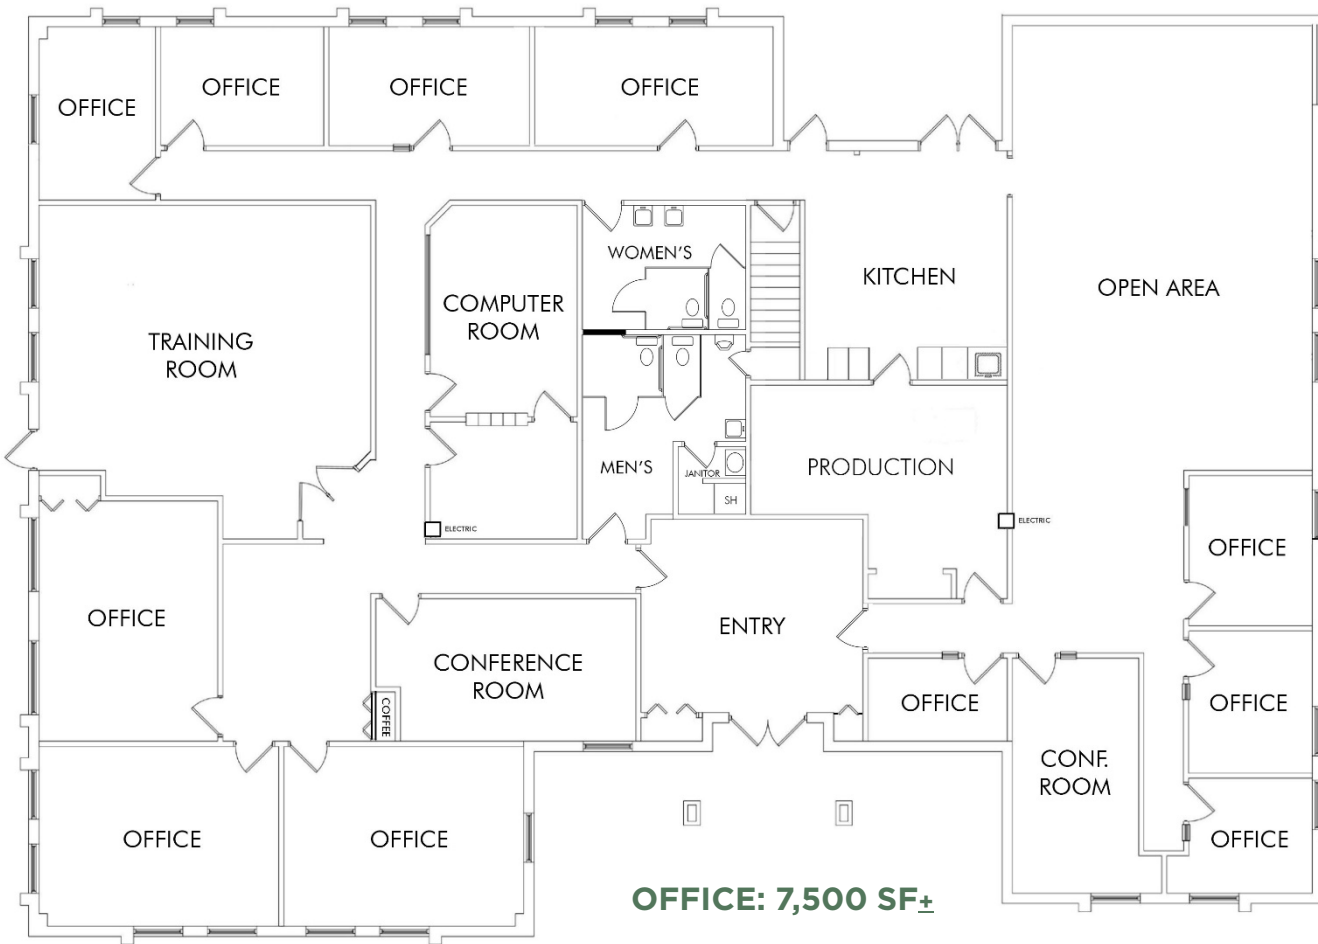 OFFICE
OFFICE
OFFICE
OFFICE
WOMEN'S
KITCHEN
OPEN AREA
COMPUTER
ROOM
TRAINING
ROOM
MEN'S
JANITOR
SH
PRODUCTION
ELECTRIC
ELECTRIC
OFFICE
OFFICE
ENTRY
CONFERENCE
ROOM
COFFEE
OFFICE
OFFICE
CONF.
ROOM
OFFICE
OFFICE
OFFICE
OFFICE: 7,500 SF±